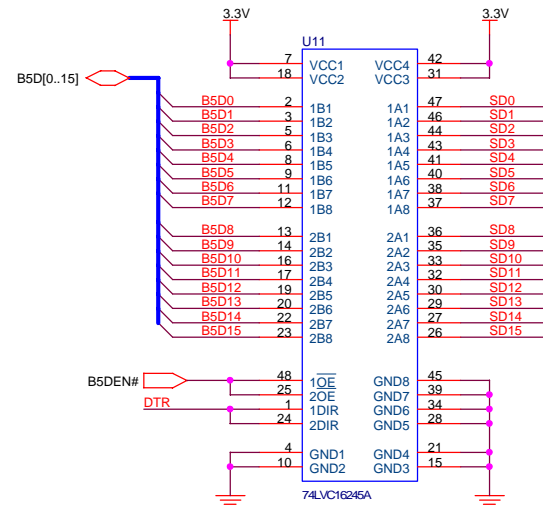 3.3V 3.3V
U11
7 VCC1 VCC4 42
18 VCC2 VCC3 31
B5D[0..15]
B5D0 2 1B1 1A1 47 SD0
B5D1 3 1B2 1A2 46 SD1
B5D2 5 1B3 1A3 44 SD2
B5D3 6 1B4 1A4 43 SD3
B5D4 8 1B5 1A5 41 SD4
B5D5 9 1B6 1A6 40 SD5
B5D6 11 1B7 1A7 38 SD6
B5D7 12 1B8 1A8 37 SD7
B5D8 13 2B1 2A1 36 SD8
B5D9 14 2B2 2A2 35 SD9
B5D10 16 2B3 2A3 33 SD10
B5D11 17 2B4 2A4 32 SD11
B5D12 19 2B5 2A5 30 SD12
B5D13 20 2B6 2A6 29 SD13
B5D14 22 2B7 2A7 27 SD14
B5D15 23 2B8 2A8 26 SD15
B5DEN# 48 1OE GND8 45
25 2OE GND7 39
DTR 1 1DIR GND6 34
24 2DIR GND5 28
4 GND1 GND4 21
10 GND2 GND3 15
74LVC16245A